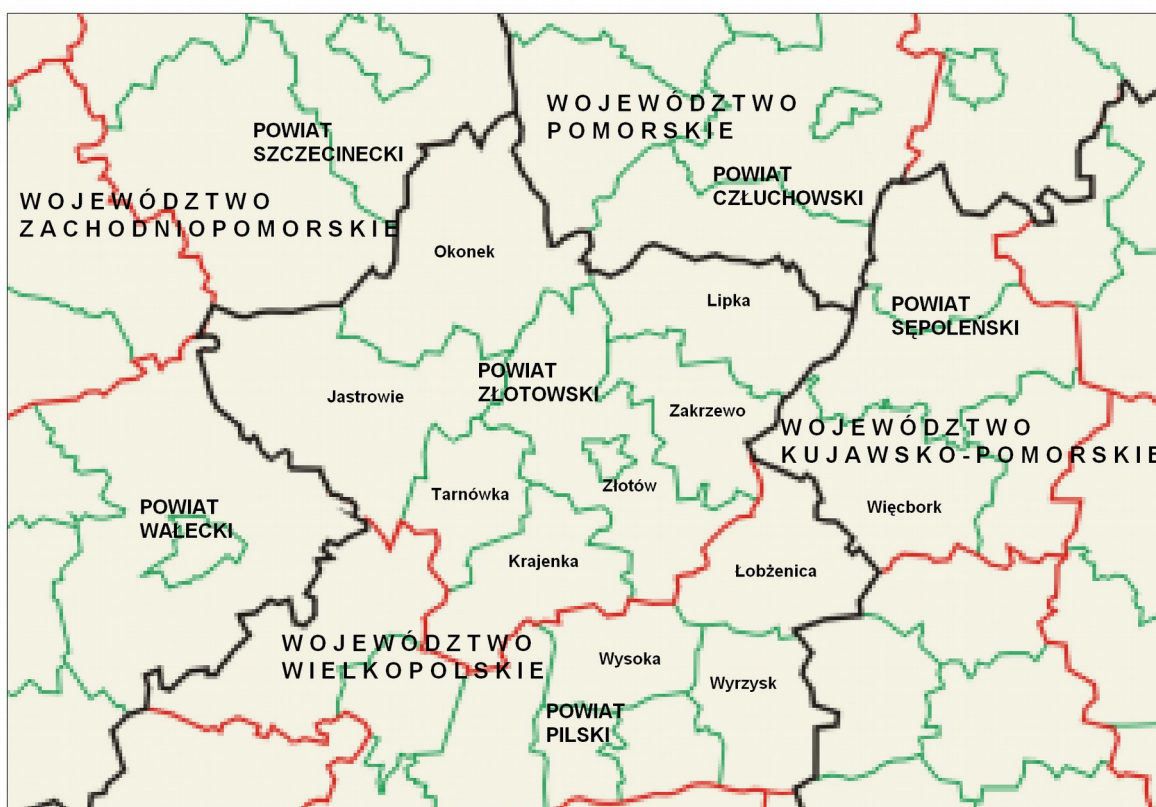 WOJEWÓDZTWO
POMORSKIE
POWIAT
SZCZECINECKI
POWIAT
CZŁUCHOWSKI
WOJEWÓDZTWO
ZACHODNIOPOMORSKIE
Okonek
Lipka
POWIAT
SĘPOLEŃSKI
POWIAT
ZŁOTOWSKI
Jastrowie
Zakrzewo
WOJEWÓDZTWO
KUJAWSKO-POMORSKIE
Tarnówka
Złotów
Więcbork
POWIAT
WAŁECKI
Krajenka
Łobżenica
WOJEWÓDZTWO
WIELKOPOLSKIE
Wysoka
Wyrzysk
POWIAT
PILSKI